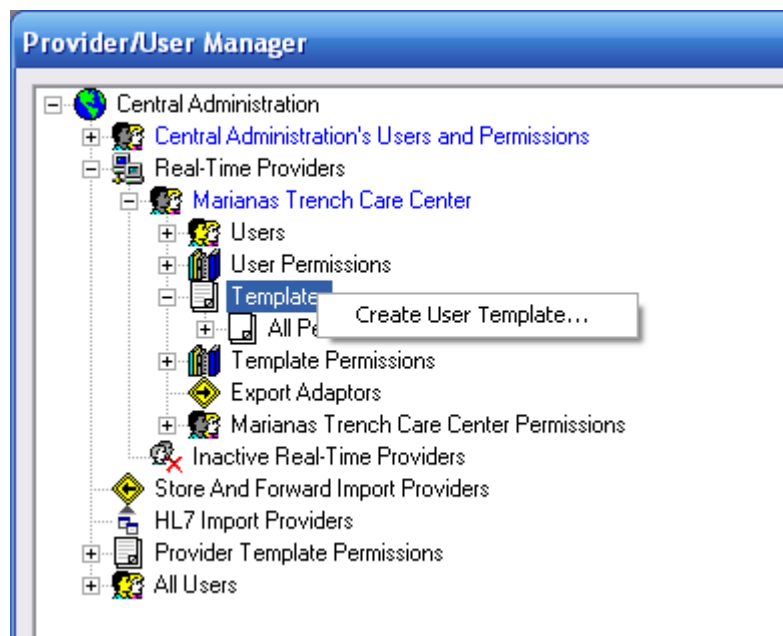 Provider/User Manager
Central Administration
Central Administration's Users and Permissions
Real-Time Providers
Marianas Trench Care Center
Users
User Permissions
Template
Create User Template...
All Pe
Template Permissions
Export Adaptors
Marianas Trench Care Center Permissions
Inactive Real-Time Providers
Store And Forward Import Providers
HL7 Import Providers
Provider Template Permissions
All Users